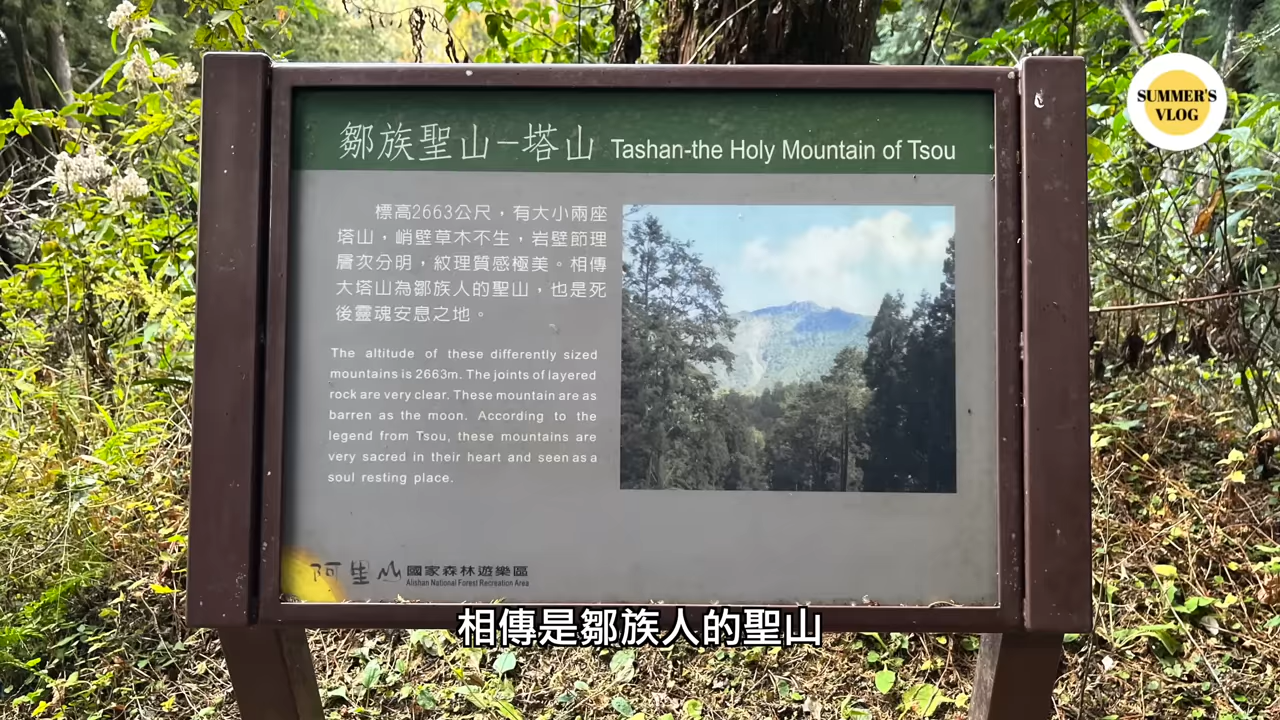 SUMMER'S
VLOG
鄒族聖山–塔山 Tashan-the Holy Mountain of Tsou
標高2663公尺，有大小兩座
塔山，峭壁草木不生，岩壁節理
層次分明，紋理質感極美。相傳
大塔山為鄒族人的聖山，也是死
後靈魂安息之地。
The altitude of these differently sized
mountains is 2663m. The joints of layered
rock are very clear. These mountain are as
barren as the moon. According to the
legend from Tsou, these mountains are
very sacred in their heart and seen as a
soul resting place.
阿里山 國家森林遊樂區
Alishan National Forest Recreation Area
相傳是鄒族人的聖山